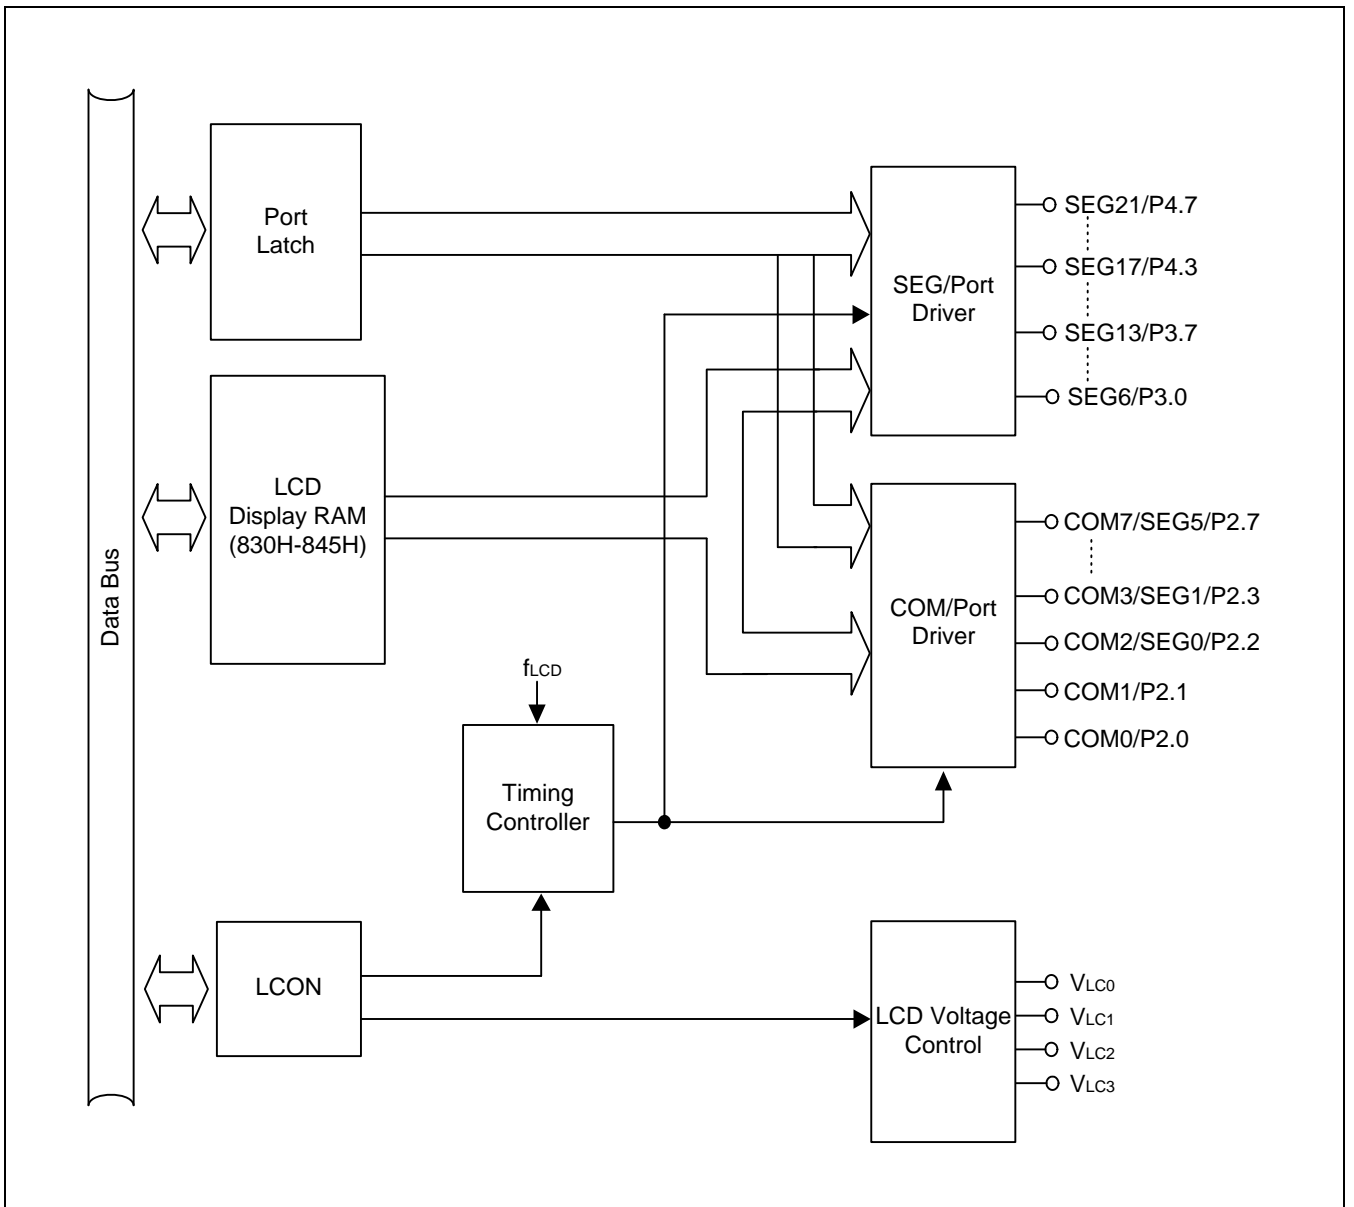 Data Bus
Port
Latch
LCD
Display RAM
(830H-845H)
fLCD
Timing
Controller
LCON
SEG/Port
Driver
SEG21/P4.7
SEG17/P4.3
SEG13/P3.7
SEG6/P3.0
COM/Port
Driver
COM7/SEG5/P2.7
COM3/SEG1/P2.3
COM2/SEG0/P2.2
COM1/P2.1
COM0/P2.0
LCD Voltage
Control
VLC0
VLC1
VLC2
VLC3